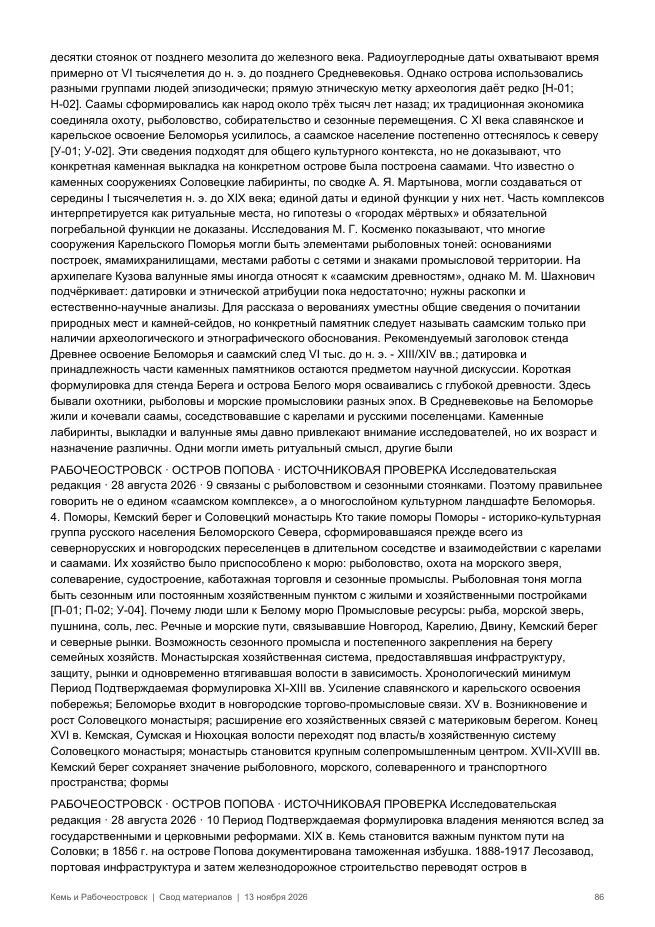 десятки стоянок от позднего мезолита до железного века. Радиоуглеродные даты охватывают время
примерно от VI тысячелетия до н. э. до позднего Средневековья. Однако острова использовались
разными группами людей эпизодически; прямую этническую метку археология даёт редко [Н-01;
Н-02]. Саамы сформировались как народ около трёх тысяч лет назад; их традиционная экономика
соединяла охоту, рыболовство, собирательство и сезонные перемещения. С XI века славянское и
карельское освоение Беломорья усилилось, а саамское население постепенно оттеснялось к северу
[У-01; У-02]. Эти сведения подходят для общего культурного контекста, но не доказывают, что
конкретная каменная выкладка на конкретном острове была построена саамами. Что известно о
каменных сооружениях Соловецкие лабиринты, по сводке А. Я. Мартынова, могли создаваться от
середины I тысячелетия н. э. до XIX века; единой даты и единой функции у них нет. Часть комплексов
интерпретируется как ритуальные места, но гипотезы о «городах мёртвых» и обязательной
погребальной функции не доказаны. Исследования М. Г. Косменко показывают, что многие
сооружения Карельского Поморья могли быть элементами рыболовных тоней: основаниями
построек, ямамихранилищами, местами работы с сетями и знаками промысловой территории. На
архипелаге Кузова валунные ямы иногда относят к «саамским древностям», однако М. М. Шахнович
подчёркивает: датировки и этнической атрибуции пока недостаточно; нужны раскопки и
естественно-научные анализы. Для рассказа о верованиях уместны общие сведения о почитании
природных мест и камней-сейдов, но конкретный памятник следует называть саамским только при
наличии археологического и этнографического обоснования. Рекомендуемый заголовок стенда
Древнее освоение Беломорья и саамский след VI тыс. до н. э. - XIII/XIV вв.; датировка и
принадлежность части каменных памятников остаются предметом научной дискуссии. Короткая
формулировка для стенда Берега и острова Белого моря осваивались с глубокой древности. Здесь
бывали охотники, рыболовы и морские промысловики разных эпох. В Средневековье на Беломорье
жили и кочевали саамы, соседствовавшие с карелами и русскими поселенцами. Каменные
лабиринты, выкладки и валунные ямы давно привлекают внимание исследователей, но их возраст и
назначение различны. Одни могли иметь ритуальный смысл, другие были
РАБОЧЕОСТРОВСК · ОСТРОВ ПОПОВА · ИСТОЧНИКОВАЯ ПРОВЕРКА Исследовательская
редакция · 28 августа 2026 · 9 связаны с рыболовством и сезонными стоянками. Поэтому правильнее
говорить не о едином «саамском комплексе», а о многослойном культурном ландшафте Беломорья.
4. Поморы, Кемский берег и Соловецкий монастырь Кто такие поморы Поморы - историко-культурная
группа русского населения Беломорского Севера, сформировавшаяся прежде всего из
севернорусских и новгородских переселенцев в длительном соседстве и взаимодействии с карелами
и саамами. Их хозяйство было приспособлено к морю: рыболовство, охота на морского зверя,
солеварение, судостроение, каботажная торговля и сезонные промыслы. Рыболовная тоня могла
быть сезонным или постоянным хозяйственным пунктом с жилыми и хозяйственными постройками
[П-01; П-02; У-04]. Почему люди шли к Белому морю Промысловые ресурсы: рыба, морской зверь,
пушнина, соль, лес. Речные и морские пути, связывавшие Новгород, Карелию, Двину, Кемский берег
и северные рынки. Возможность сезонного промысла и постепенного закрепления на берегу
семейных хозяйств. Монастырская хозяйственная система, предоставлявшая инфраструктуру,
защиту, рынки и одновременно втягивавшая волости в зависимость. Хронологический минимум
Период Подтверждаемая формулировка XI-XIII вв. Усиление славянского и карельского освоения
побережья; Беломорье входит в новгородские торгово-промысловые связи. XV в. Возникновение и
рост Соловецкого монастыря; расширение его хозяйственных связей с материковым берегом. Конец
XVI в. Кемская, Сумская и Нюхоцкая волости переходят под власть/в хозяйственную систему
Соловецкого монастыря; монастырь становится крупным солепромышленным центром. XVII-XVIII вв.
Кемский берег сохраняет значение рыболовного, морского, солеваренного и транспортного
пространства; формы
РАБОЧЕОСТРОВСК · ОСТРОВ ПОПОВА · ИСТОЧНИКОВАЯ ПРОВЕРКА Исследовательская
редакция · 28 августа 2026 · 10 Период Подтверждаемая формулировка владения меняются вслед за
государственными и церковными реформами. XIX в. Кемь становится важным пунктом пути на
Соловки; в 1856 г. на острове Попова документирована таможенная избушка. 1888-1917 Лесозавод,
портовая инфраструктура и затем железнодорожное строительство переводят остров в
Кемь и Рабочеостровск | Свод материалов | 13 ноября 2026
86